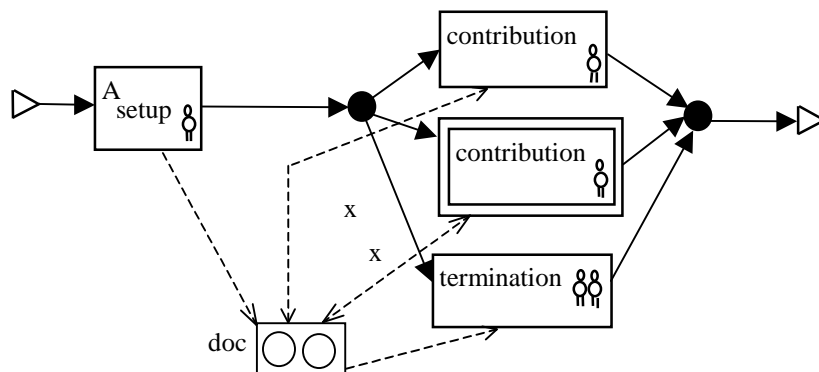 contribution
A
setup
contribution
x
x
termination
doc